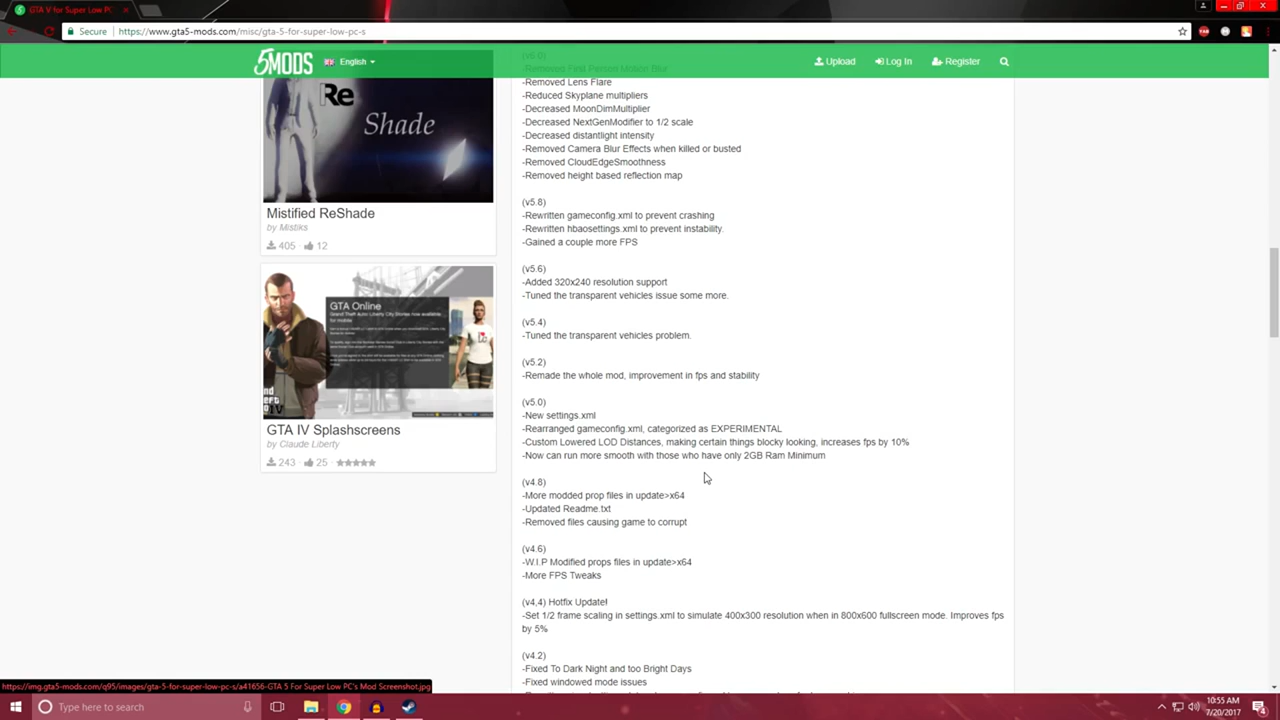 GTA V for Super Low PC'
Secure
https://www.gta5-mods.com/misc/gta-5-for-super-low-pc-s
5MODS
English
Upload
Log In
Register
Re
Shade
Mistified ReShade
by Mistiks
405
12
GTA Online
GTA IV Splashscreens
by Claude Liberty
243
25
(v6.0)
-Removed First Person Motion Blur
-Removed Lens Flare
-Reduced Skyplane multipliers
-Decreased MoonDimMultiplier
-Decreased NextGenModifier to 1/2 scale
-Decreased distantlight intensity
-Removed Camera Blur Effects when killed or busted
-Removed CloudEdgeSmoothness
-Removed height based reflection map
(v5.8)
-Rewritten gameconfig.xml to prevent crashing
-Rewritten hbaosettings.xml to prevent instability.
-Gained a couple more FPS
(v5.6)
-Added 320x240 resolution support
-Tuned the transparent vehicles issue some more.
(v5.4)
-Tuned the transparent vehicles problem.
(v5.2)
-Remade the whole mod, improvement in fps and stability
(v5.0)
-New settings.xml
-Rearranged gameconfig.xml, categorized as EXPERIMENTAL
-Custom Lowered LOD Distances, making certain things blocky looking, increases fps by 10%
-Now can run more smooth with those who have only 2GB Ram Minimum
(v4.8)
-More modded prop files in update>x64
-Updated Readme.txt
-Removed files causing game to corrupt
(v4.6)
-W.I.P Modified props files in update>x64
-More FPS Tweaks
(v4,4) Hotfix Update!
-Set 1/2 frame scaling in settings.xml to simulate 400x300 resolution when in 800x600 fullscreen mode. Improves fps
by 5%
(v4.2)
-Fixed To Dark Night and too Bright Days
-Fixed windowed mode issues
https://img.gta5-mods.com/q95/images/gta-5-for-super-low-pc-s/a41656-GTA 5 For Super Low PC's Mod Screenshot.jpg
Type here to search
10:55 AM
7/20/2017
4